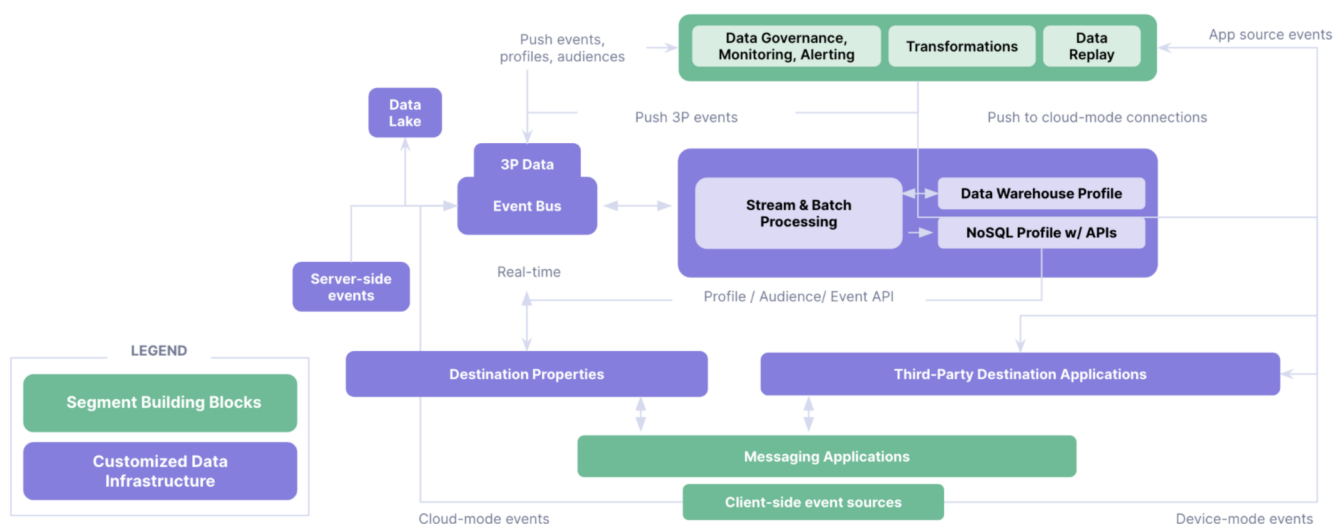 Push events,
profiles, audiences
Data Governance,
Monitoring, Alerting
Transformations
Data
Replay
App source events
Data
Lake
Push 3P events
Push to cloud-mode connections
3P Data
Event Bus
Stream & Batch
Processing
Data Warehouse Profile
NoSQL Profile w/ APIs
Server-side
events
Real-time
Profile / Audience/ Event API
LEGEND
Segment Building Blocks
Customized Data
Infrastructure
Destination Properties
Third-Party Destination Applications
Messaging Applications
Client-side event sources
Cloud-mode events
Device-mode events